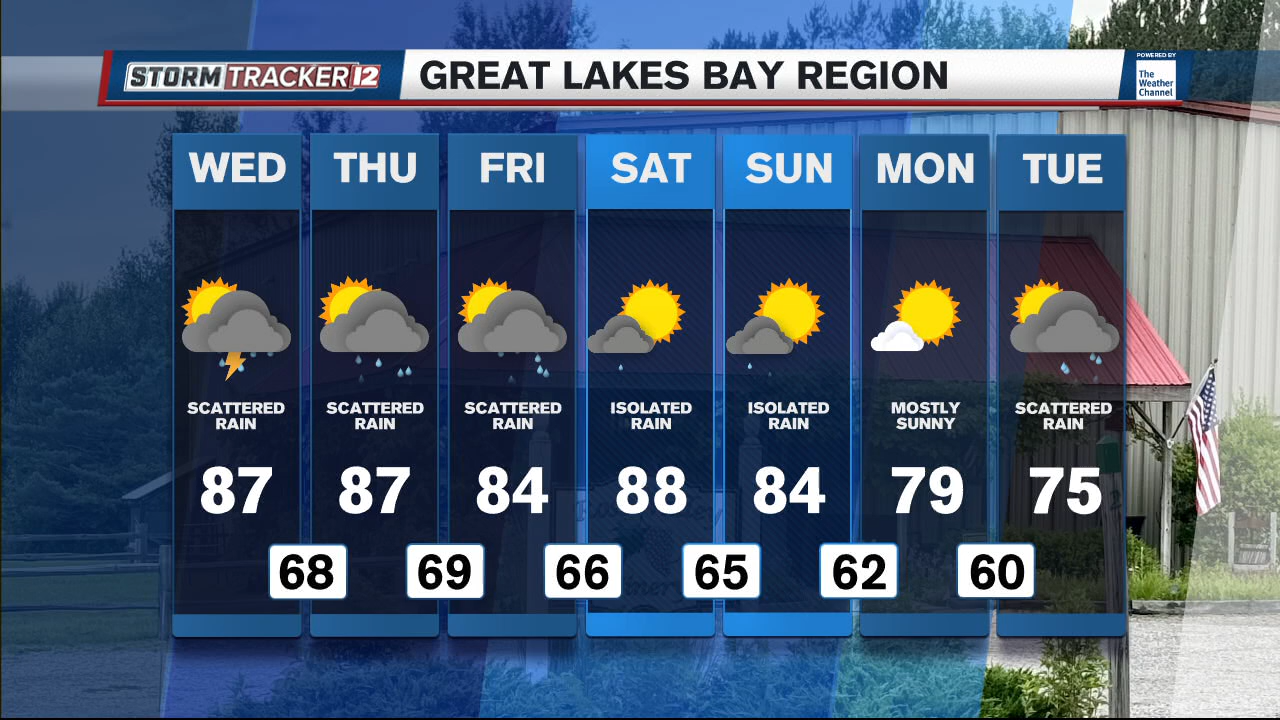 STORMTRACKER12
GREAT LAKES BAY REGION
POWERED BY
The
Weather
Channel
WED THU FRI SAT SUN MON TUE
SCATTERED RAIN
SCATTERED RAIN
SCATTERED RAIN
ISOLATED RAIN
ISOLATED RAIN
MOSTLY SUNNY
SCATTERED RAIN
87 87 84 88 84 79 75
68 69 66 65 62 60